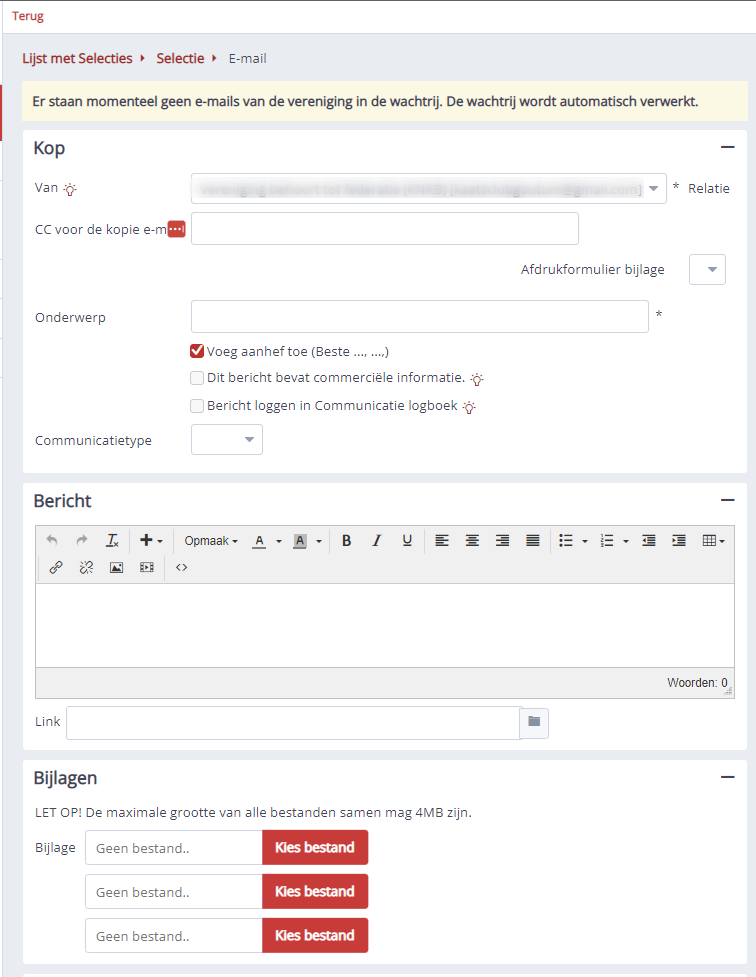 Terug
Lijst met Selecties Selectie E-mail
Er staan momenteel geen e-mails van de vereniging in de wachtrij. De wachtrij wordt automatisch verwerkt.
Kop
Van * Relatie
CC voor de kopie e-m
Afdrukformulier bijlage
Onderwerp *
Voeg aanhef toe (Beste ..., ...,)
Dit bericht bevat commerciële informatie.
Bericht loggen in Communicatie logboek
Communicatietype
Bericht
Opmaak A A B I U
Woorden: 0
Link
Bijlagen
LET OP! De maximale grootte van alle bestanden samen mag 4MB zijn.
Bijlage Geen bestand.. Kies bestand
Geen bestand.. Kies bestand
Geen bestand.. Kies bestand